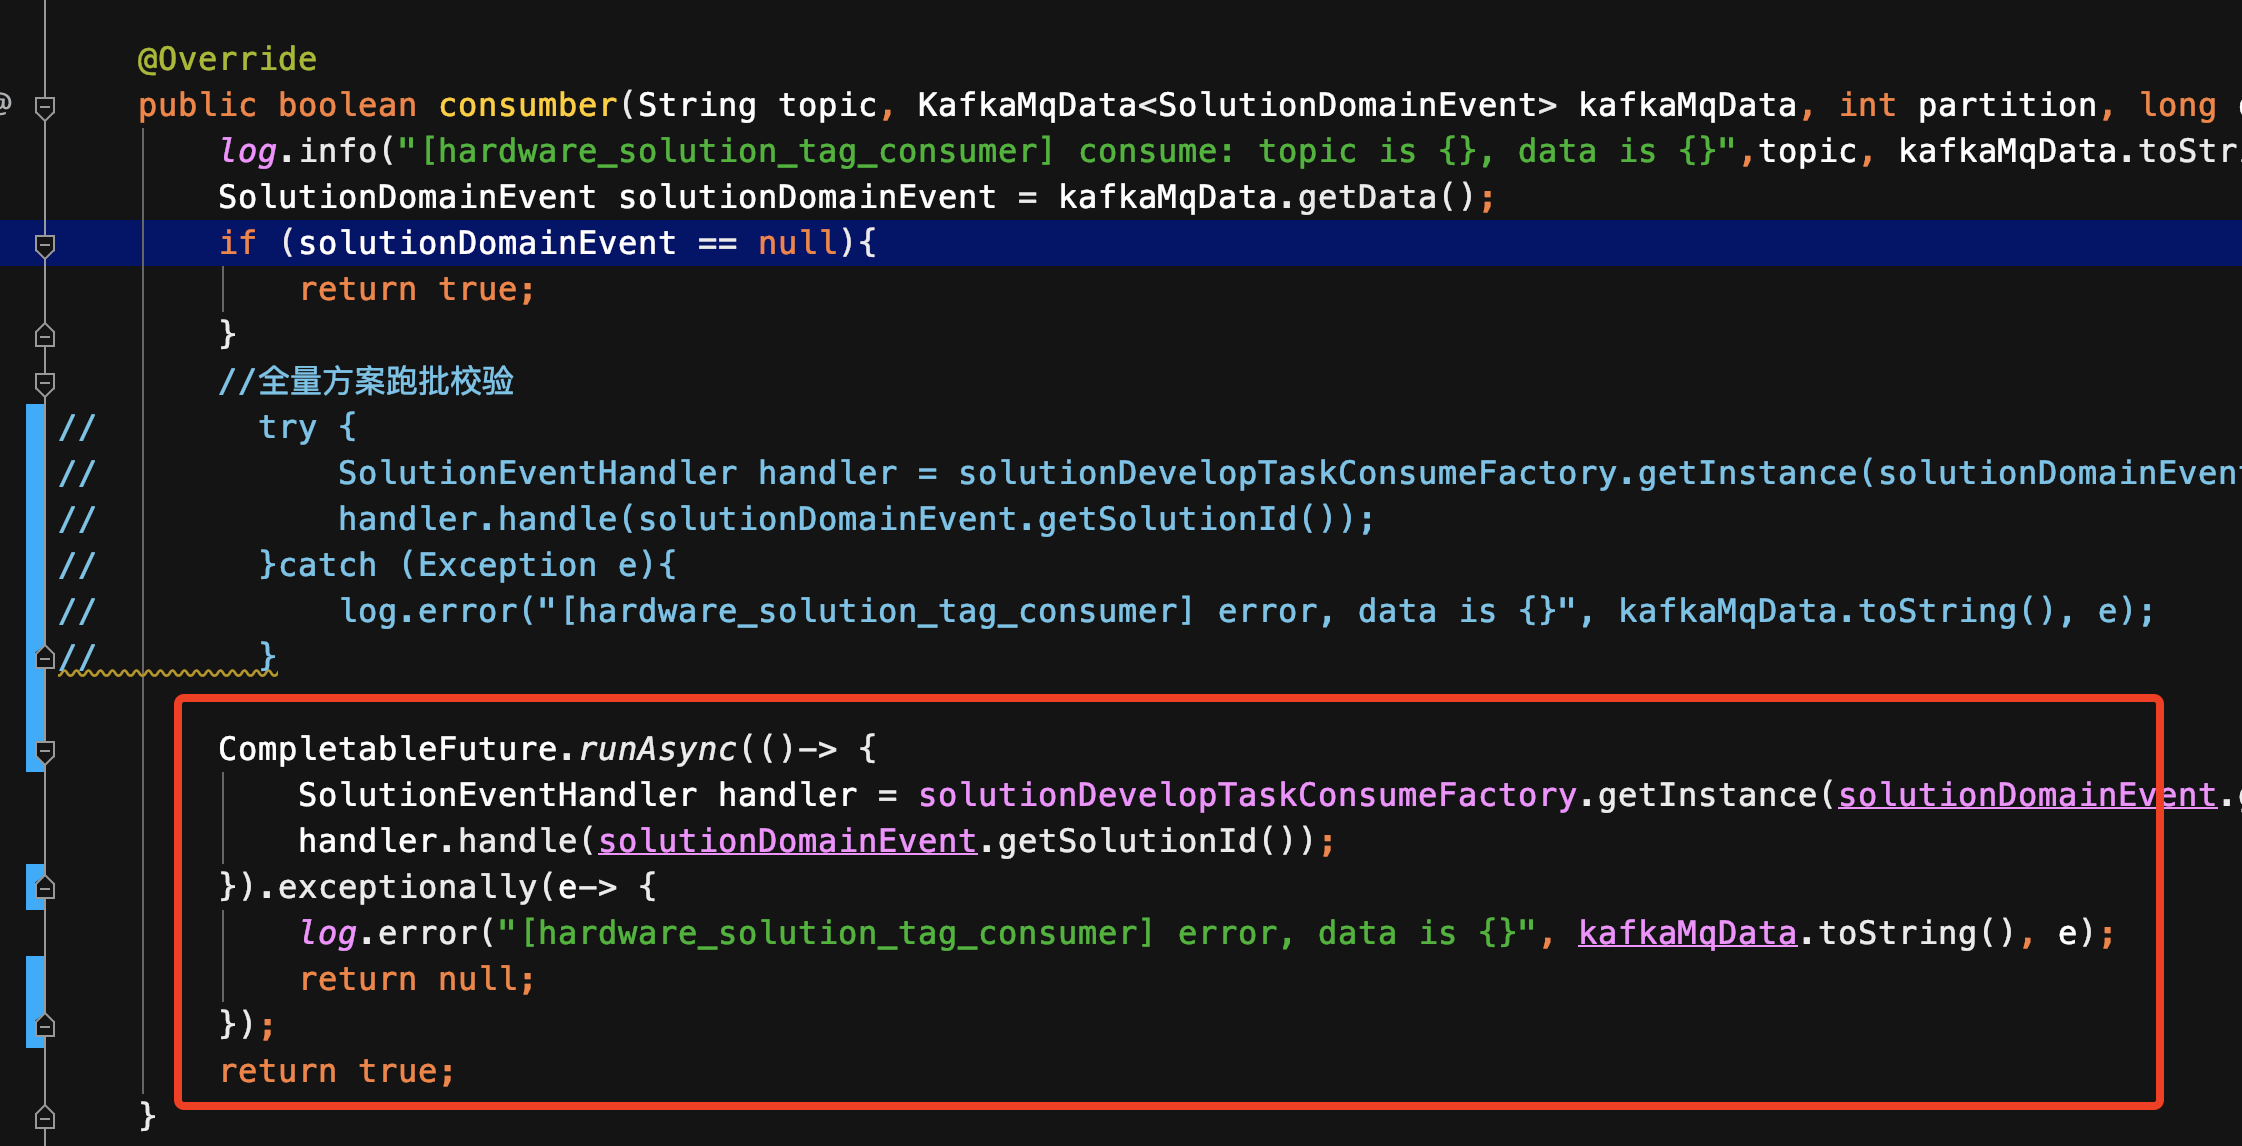 @Override
@ public boolean consumber(String topic, KafkaMqData<SolutionDomainEvent> kafkaMqData, int partition, long
log.info("[hardware_solution_tag_consumer] consume: topic is {}, data is {}",topic, kafkaMqData.toStr
SolutionDomainEvent solutionDomainEvent = kafkaMqData.getData();
if (solutionDomainEvent == null){
return true;
}
//全量方案跑批校验
// try {
// SolutionEventHandler handler = solutionDevelopTaskConsumeFactory.getInstance(solutionDomainEven
// handler.handle(solutionDomainEvent.getSolutionId());
// }catch (Exception e){
// log.error("[hardware_solution_tag_consumer] error, data is {}", kafkaMqData.toString(), e);
// }
CompletableFuture.runAsync(()-> {
SolutionEventHandler handler = solutionDevelopTaskConsumeFactory.getInstance(solutionDomainEvent.
handler.handle(solutionDomainEvent.getSolutionId());
}).exceptionally(e-> {
log.error("[hardware_solution_tag_consumer] error, data is {}", kafkaMqData.toString(), e);
return null;
});
return true;
}